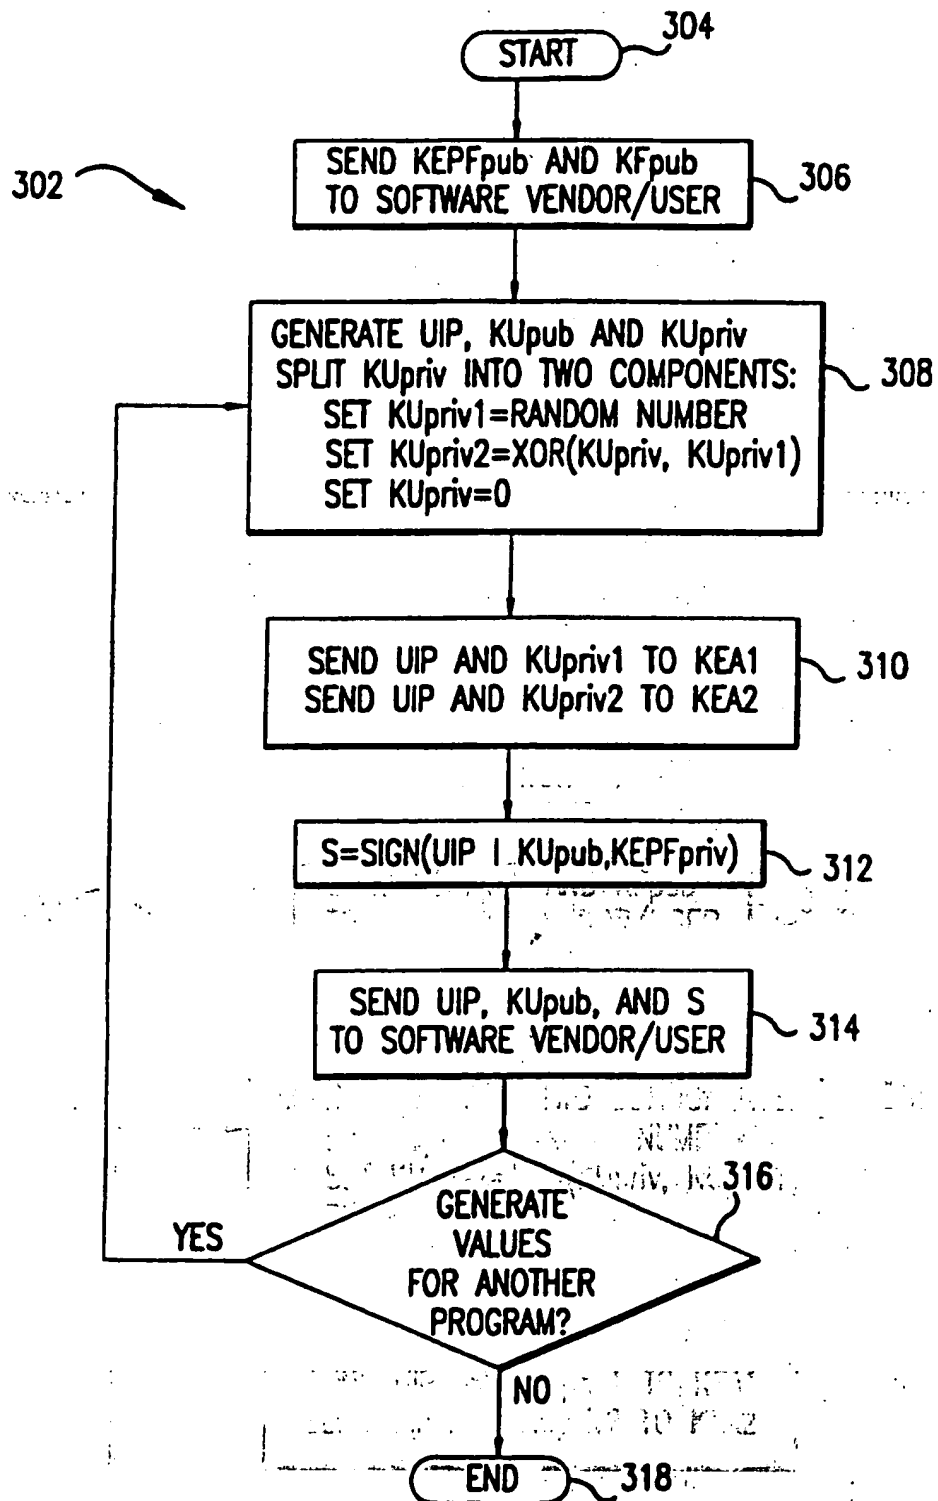 START
304
302
SEND KEPFpub AND KFpub
TO SOFTWARE VENDOR/USER
306
GENERATE UIP, KUpub AND KUpriv
SPLIT KUpriv INTO TWO COMPONENTS:
SET KUpriv1=RANDOM NUMBER
SET KUpriv2=XOR(KUpriv, KUpriv1)
SET KUpriv=0
308
SEND UIP AND KUpriv1 TO KEA1
SEND UIP AND KUpriv2 TO KEA2
310
S=SIGN(UIP | KUpub,KEPFpriv)
312
SEND UIP, KUpub, AND S
TO SOFTWARE VENDOR/USER
314
GENERATE
VALUES
FOR ANOTHER
PROGRAM?
316
YES
NO
END
318